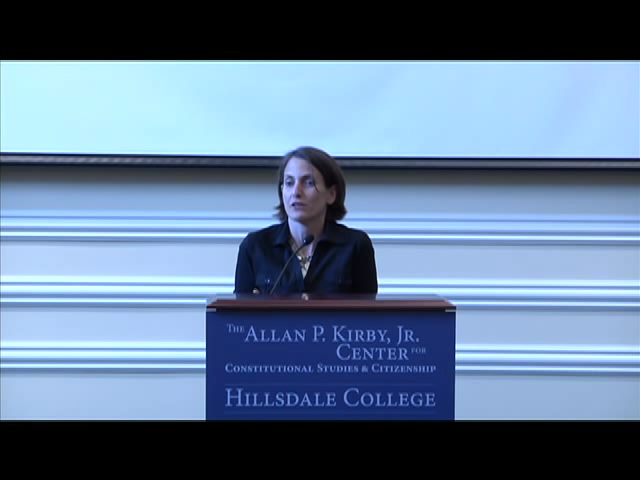 THE ALLAN P. KIRBY, JR.
CENTER FOR
CONSTITUTIONAL STUDIES & CITIZENSHIP
HILLSDALE COLLEGE